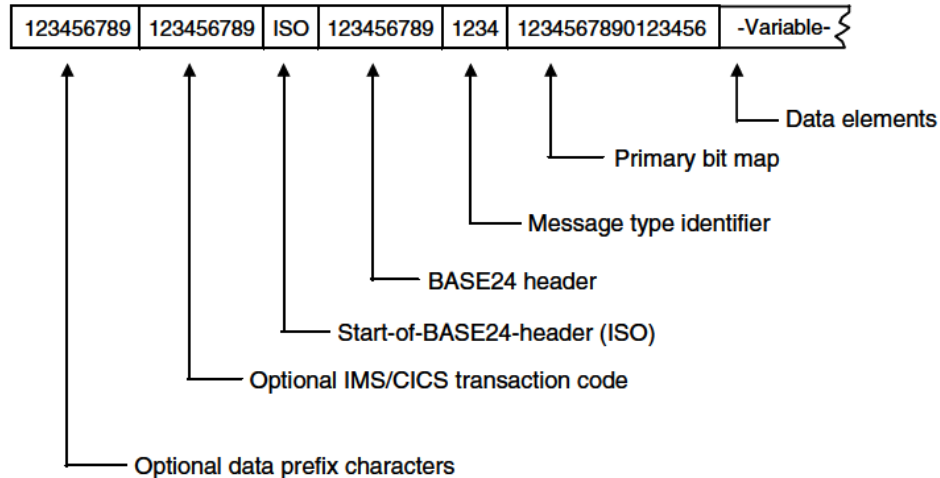 123456789 123456789 ISO 123456789 1234 1234567890123456 -Variable-
Data elements
Primary bit map
Message type identifier
BASE24 header
Start-of-BASE24-header (ISO)
Optional IMS/CICS transaction code
Optional data prefix characters